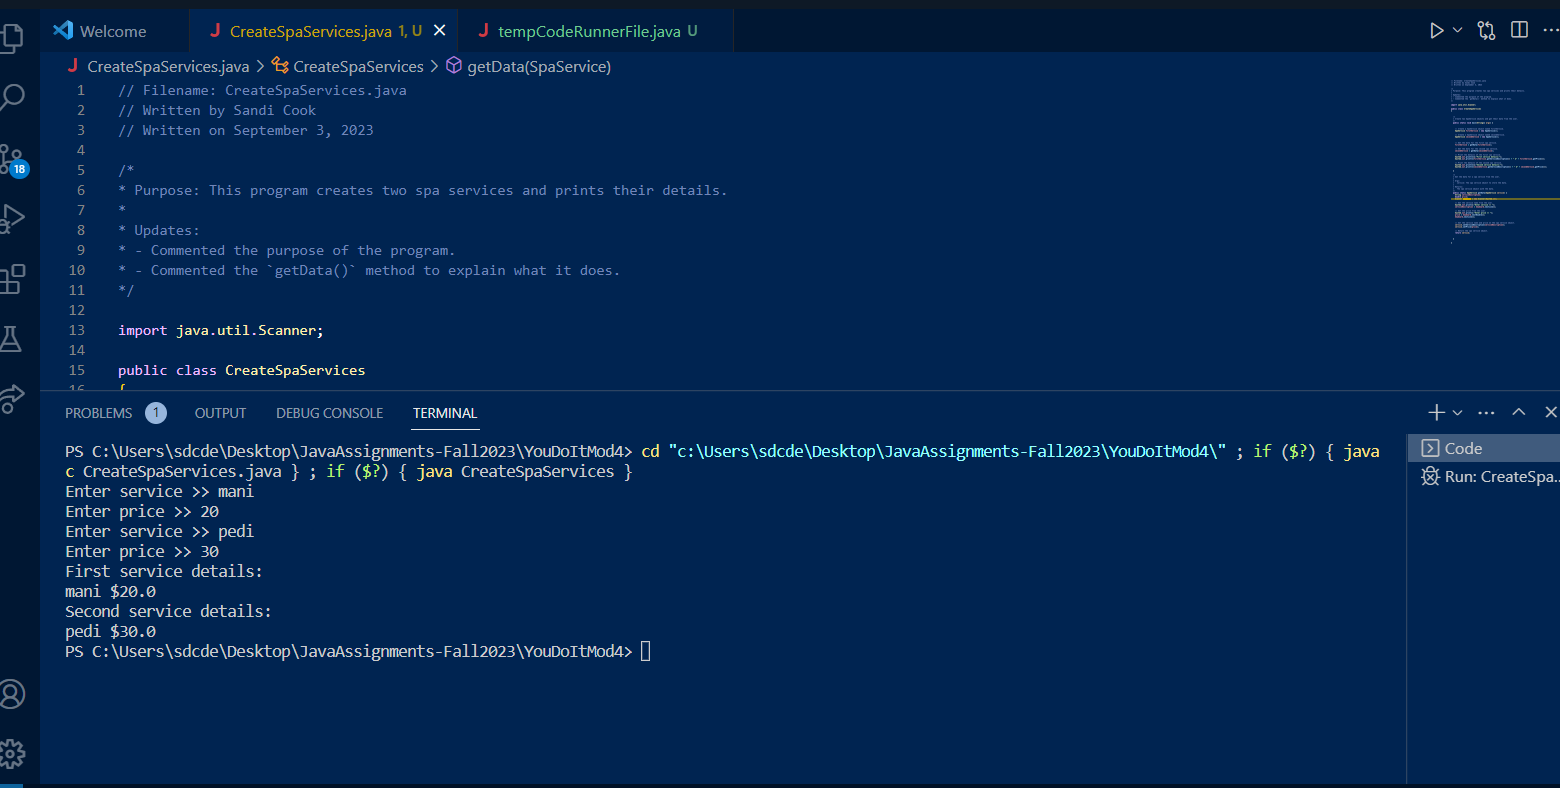 Welcome
CreateSpaServices.java 1, U
tempCodeRunnerFile.java U
CreateSpaServices.java > CreateSpaServices > getData(SpaService)
1 // Filename: CreateSpaServices.java
2 // Written by Sandi Cook
3 // Written on September 3, 2023
4
5 /*
6 * Purpose: This program creates two spa services and prints their details.
7 *
8 * Updates:
9 * - Commented the purpose of the program.
10 * - Commented the `getData()` method to explain what it does.
11 */
12
13 import java.util.Scanner;
14
15 public class CreateSpaServices
16 {
18
PROBLEMS 1 OUTPUT DEBUG CONSOLE TERMINAL
PS C:\Users\sdcde\Desktop\JavaAssignments-Fall2023\YouDoItMod4> cd "c:\Users\sdcde\Desktop\JavaAssignments-Fall2023\YouDoItMod4\" ; if ($?) { java
c CreateSpaServices.java } ; if ($?) { java CreateSpaServices }
Enter service >> mani
Enter price >> 20
Enter service >> pedi
Enter price >> 30
First service details:
mani $20.0
Second service details:
pedi $30.0
PS C:\Users\sdcde\Desktop\JavaAssignments-Fall2023\YouDoItMod4>
Code
Run: CreateSpa...